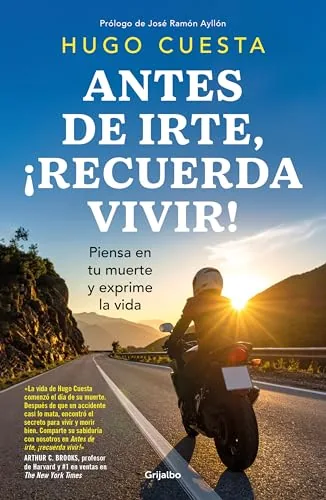 Prólogo de José Ramón Ayllón
HUGO CUESTA
ANTES
DE IRTE,
¡RECUERDA
VIVIR!
Piensa en
tu muerte
y exprime
la vida
«La vida de Hugo Cuesta
comenzó el día de su muerte.
Después de que un accidente
casi lo mata, encontró el
secreto para vivir y morir
bien. Comparte su sabiduría
con nosotros en Antes de
irte, ¡recuerda vivir!»
ARTHUR C. BROOKS, profesor
de Harvard y #1 en ventas en
The New York Times
Grijalbo